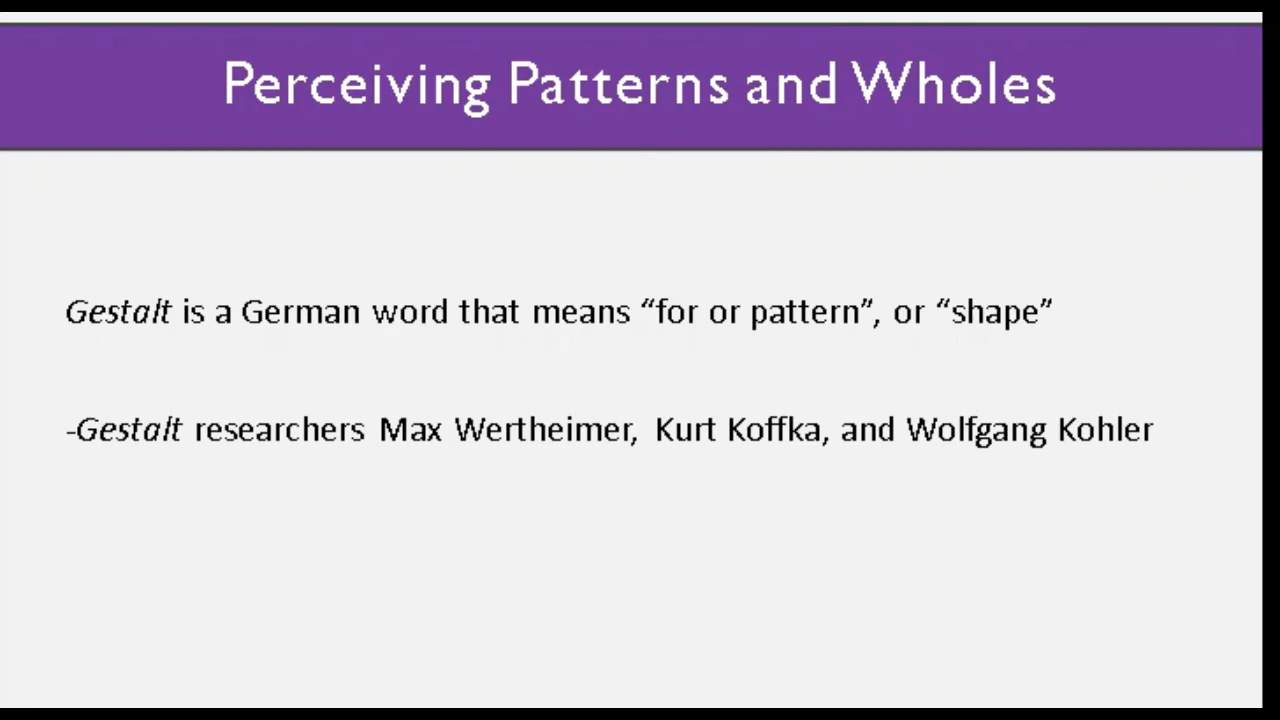 Perceiving Patterns and Wholes
Gestalt is a German word that means “for or pattern”, or “shape”
-Gestalt researchers Max Wertheimer, Kurt Koffka, and Wolfgang Kohler